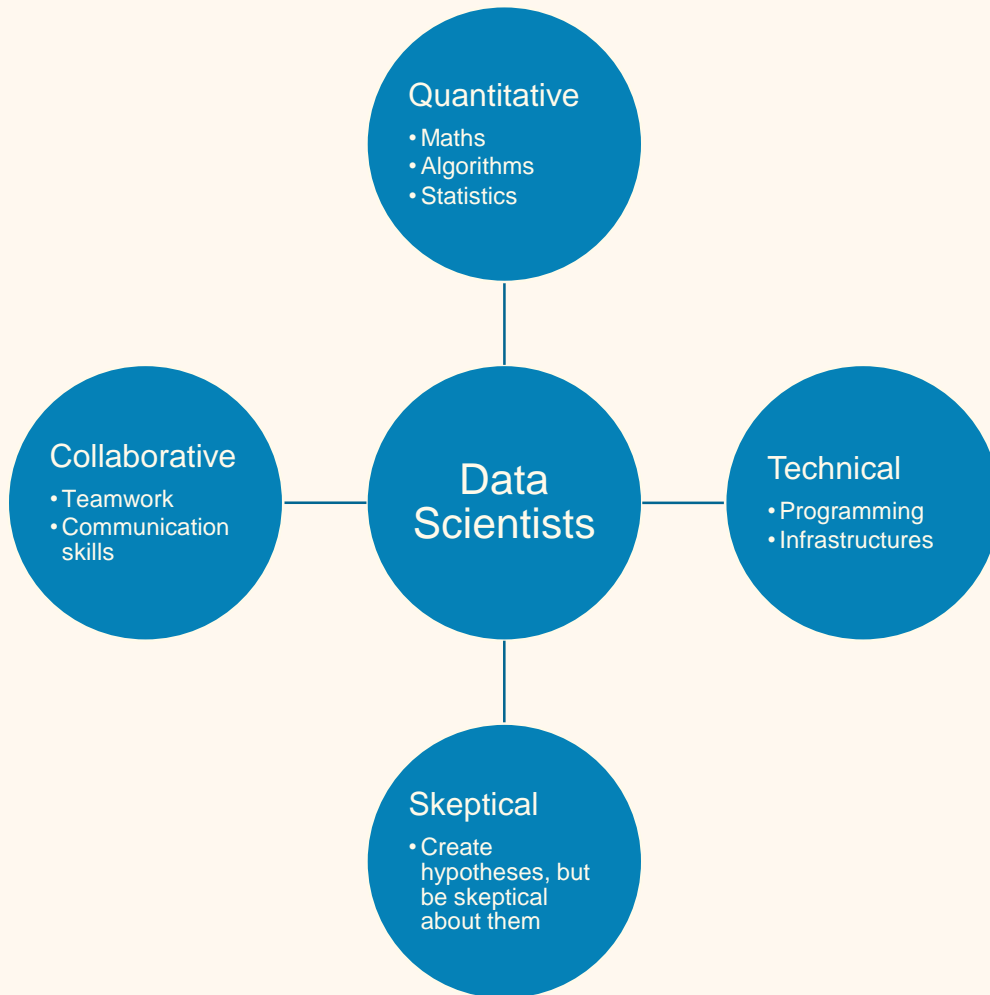 Quantitative
• Maths
• Algorithms
• Statistics
Collaborative
• Teamwork
• Communication
skills
Data
Scientists
Technical
• Programming
• Infrastructures
Skeptical
• Create
hypotheses, but
be skeptical
about them